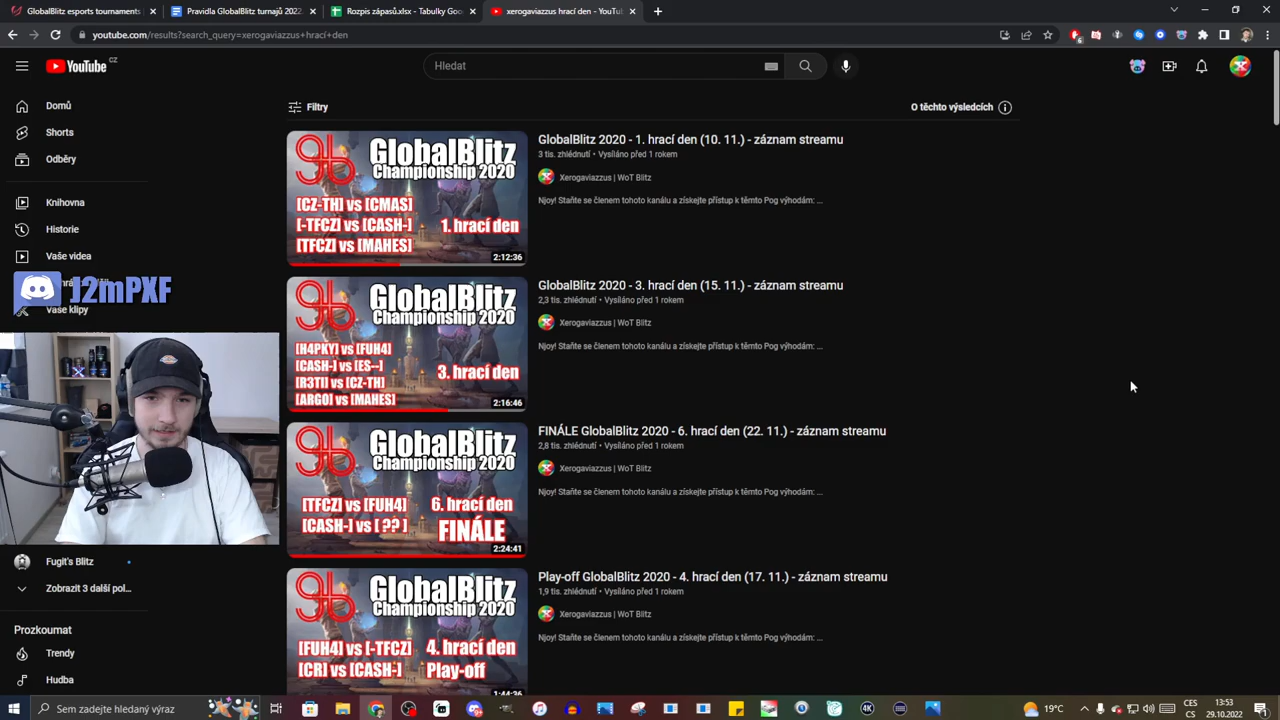 GlobalBlitz esports tournaments
Pravidla GlobalBlitz turnajů 2022
Rozpis zápasů.xlsx - Tabulky Goo
xerogaviazzus hrací den - YouTu
youtube.com/results?search_query=xerogaviazzus+hrací+den
6
YouTube CZ
Hledat
Domů
Shorts
Odběry
Knihovna
Historie
Vaše videa
J2mPXF
Vaše klipy
Fugit's Blitz
Zobrazit 3 další pol...
Prozkoumat
Trendy
Hudba
Filtry
O těchto výsledcích
gb
GlobalBlitz
Championship 2020
[CZ-TH] vs [CMAS]
[-TFCZ] vs [CASH-]
[TFCZ] vs [MAHES]
1. hrací den
2:12:36
GlobalBlitz 2020 - 1. hrací den (10. 11.) - záznam streamu
3 tis. zhlédnutí • Vysíláno před 1 rokem
Xerogaviazzus | WoT Blitz
Njoy! Staňte se členem tohoto kanálu a získejte přístup k těmto Pog výhodám: ...
gb
GlobalBlitz
Championship 2020
[H4PKY] vs [FUH4]
[CASH-] vs [ES--]
[R3TI] vs [CZ-TH]
[ARGO] vs [MAHES]
3. hrací den
2:16:46
GlobalBlitz 2020 - 3. hrací den (15. 11.) - záznam streamu
2,3 tis. zhlédnutí • Vysíláno před 1 rokem
Xerogaviazzus | WoT Blitz
Njoy! Staňte se členem tohoto kanálu a získejte přístup k těmto Pog výhodám: ...
gb
GlobalBlitz
Championship 2020
[TFCZ] vs [FUH4]
[CASH-] vs [ ?? ]
6. hrací den
FINÁLE
2:24:41
FINÁLE GlobalBlitz 2020 - 6. hrací den (22. 11.) - záznam streamu
2,8 tis. zhlédnutí • Vysíláno před 1 rokem
Xerogaviazzus | WoT Blitz
Njoy! Staňte se členem tohoto kanálu a získejte přístup k těmto Pog výhodám: ...
gb
GlobalBlitz
Championship 2020
[FUH4] vs [-TFCZ]
[CR] vs [CASH-]
4. hrací den
Play-off
1:44:36
Play-off GlobalBlitz 2020 - 4. hrací den (17. 11.) - záznam streamu
1,9 tis. zhlédnutí • Vysíláno před 1 rokem
Xerogaviazzus | WoT Blitz
Njoy! Staňte se členem tohoto kanálu a získejte přístup k těmto Pog výhodám: ...
Sem zadejte hledaný výraz
19°C
CES
13:53
29.10.2022